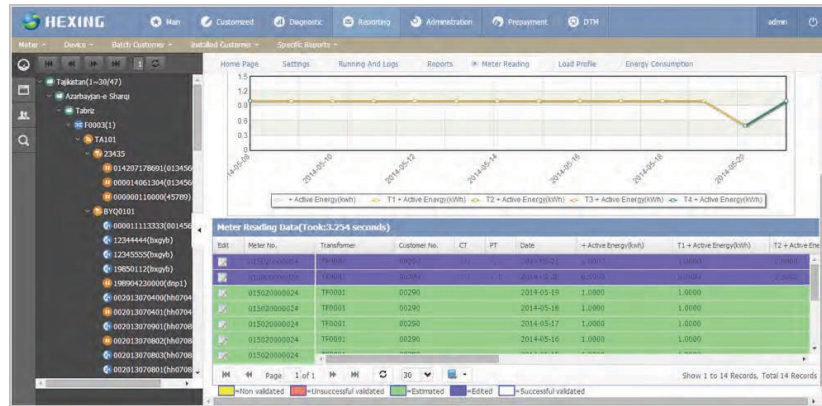 HEXING Main Customized Diagnostic Reporting Administration Prepayment DTM admin
Meter Device Batch Customer Installed Customer Specific Reports
Home Page Settings Running And Logs Reports Meter Reading Load Profile Energy Consumption
Tajikistan(1~30/47)
Azarbayjan-e Sharqi
Tabriz
F0003(1)
TA101
23435
014207178691(013456
000014061304(013456
000000110000(45789)
BYQ0101
000011113333(001456
12344444(bxgyb)
12345555(bxgyb)
19850112(bxgyb)
198904230000(dnp1)
002013070400(hh0704
002013070401(hh0704
002013070901(hh0708
002013070802(hh0708
002013070803(hh0708
002013070801(hh0708
1.5
1.2
0.9
0.6
0.3
0
2014-05-08 2014-05-10 2014-05-12 2014-05-14 2014-05-16 2014-05-18 2014-05-20
+ Active Energy(kWh) T1 + Active Energy(kWh) T2 + Active Energy(kWh) T3 + Active Energy(kWh) T4 + Active Energy(kWh)
Meter Reading Data(Took:3.254 seconds)
Edit Meter No. Transformer Customer No. CT PT Date + Active Energy(kwh) T1 + Active Energy(kWh) T2 + Active Ene
015020000024 TF0001 00290 2014-05-19 1.0000 1.0000
015020000024 TF0001 00290 2014-05-18 1.0000 1.0000
015020000024 TF0001 00290 2014-05-17 1.0000 1.0000
015020000024 TF0001 00290 2014-05-16 1.0000 1.0000
015020000024
Page 1 of 1 30 Show 1 to 14 Records, Total 14 Records
=Non validated =Unsuccessful validated =Estimated =Edited =Successful validated